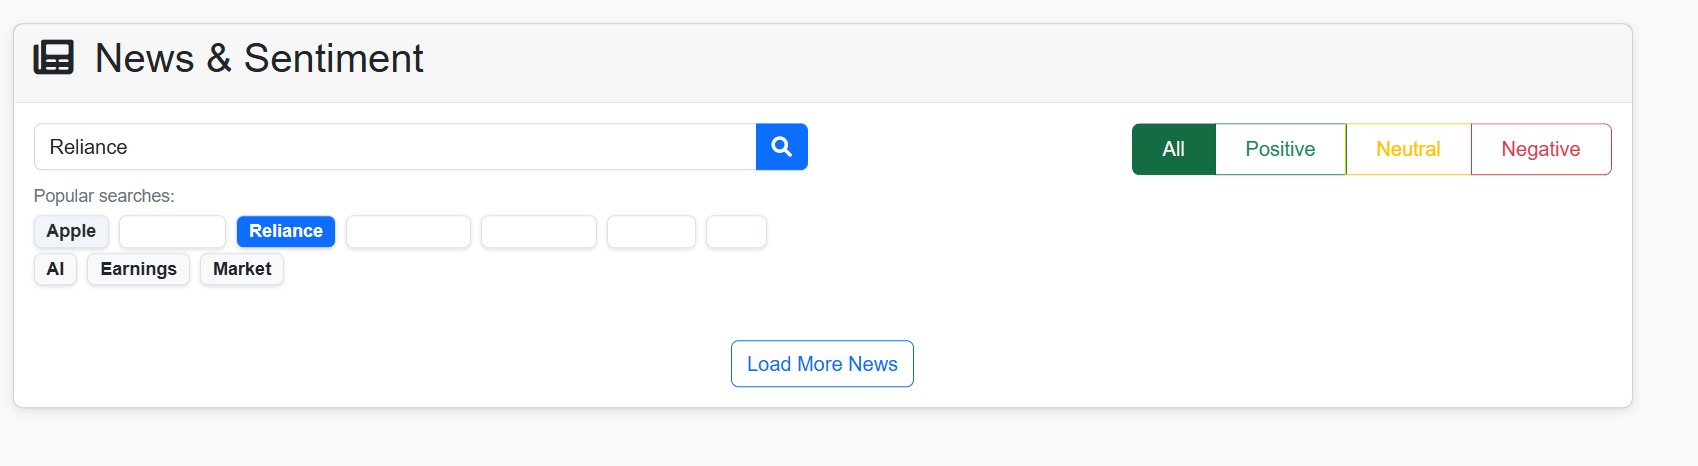 News & Sentiment
Reliance
All Positive Neutral Negative
Popular searches:
Apple Reliance
AI Earnings Market
Load More News